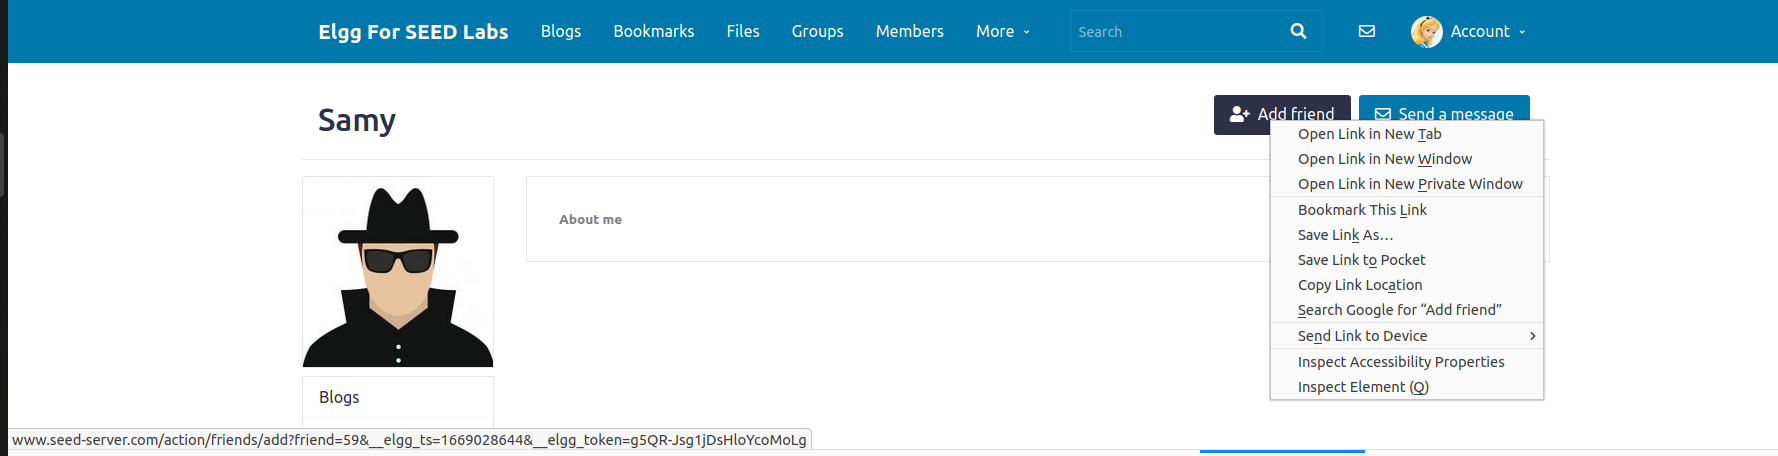 Elgg For SEED Labs Blogs Bookmarks Files Groups Members More Search Account
Samy
Add friend Send a message
Open Link in New Tab
Open Link in New Window
Open Link in New Private Window
Bookmark This Link
Save Link As…
Save Link to Pocket
Copy Link Location
Search Google for “Add friend”
Send Link to Device
Inspect Accessibility Properties
Inspect Element (Q)
About me
Blogs
www.seed-server.com/action/friends/add?friend=59&__elgg_ts=1669028644&__elgg_token=g5QR-Jsg1jDsHloYcoMoLg